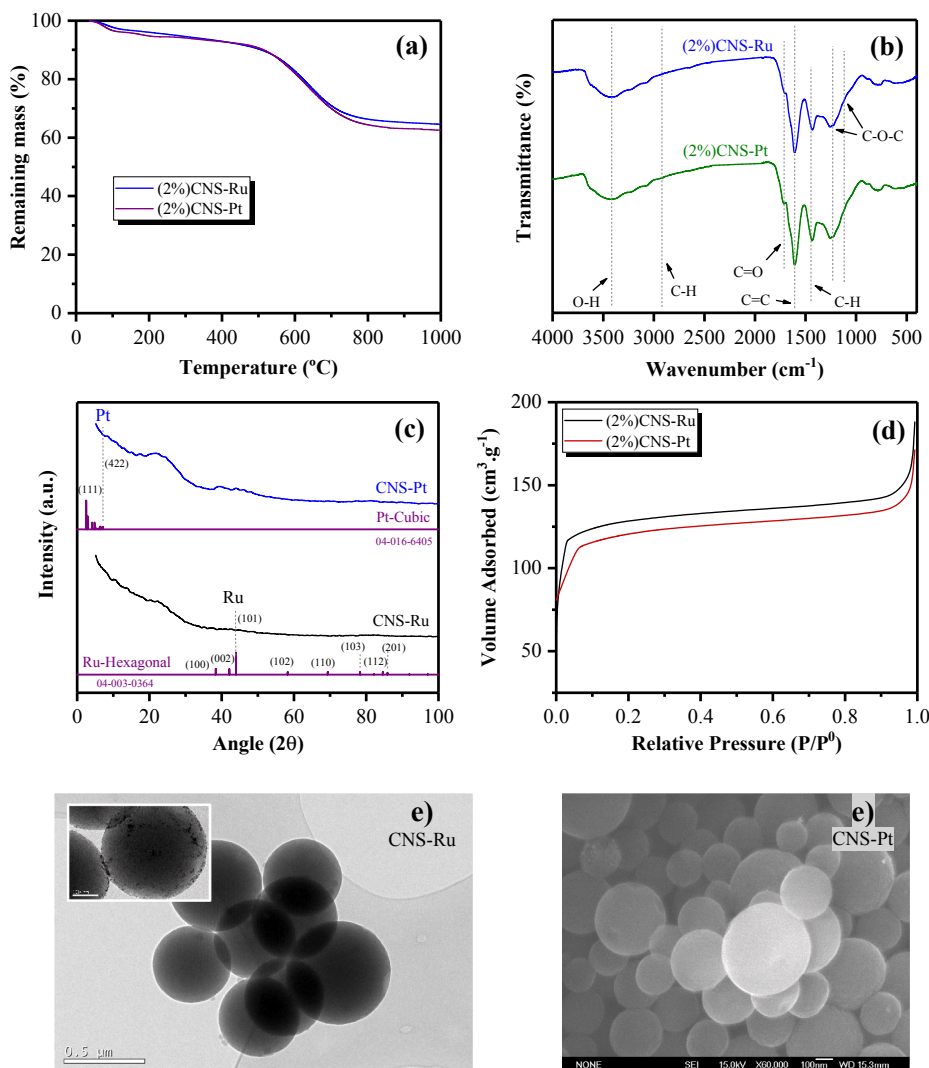 (a)
Remaining mass (%)
100
80
60
40
20
0
(2%)CNS-Ru
(2%)CNS-Pt
0 200 400 600 800 1000
Temperature (ºC)
(b)
Transmittance (%)
(2%)CNS-Ru
C-O-C
(2%)CNS-Pt
C=O
O-H
C-H
C=C
C-H
4000 3500 3000 2500 2000 1500 1000 500
Wavenumber (cm⁻¹)
(c)
Intensity (a.u.)
Pt
(422)
(111)
CNS-Pt
Pt-Cubic
04-016-6405
Ru
(101)
CNS-Ru
(103) (201)
(100) (002) (102) (110) (112)
Ru-Hexagonal
04-003-0364
0 20 40 60 80 100
Angle (2θ)
(d)
Volume Adsorbed (cm³.g⁻¹)
200
150
100
50
(2%)CNS-Ru
(2%)CNS-Pt
0.0 0.2 0.4 0.6 0.8 1.0
Relative Pressure (P/P⁰)
e)
CNS-Ru
0.5 µm
e)
CNS-Pt
NONE SEI 15.0kV X60,000 100nm WD 15.3mm